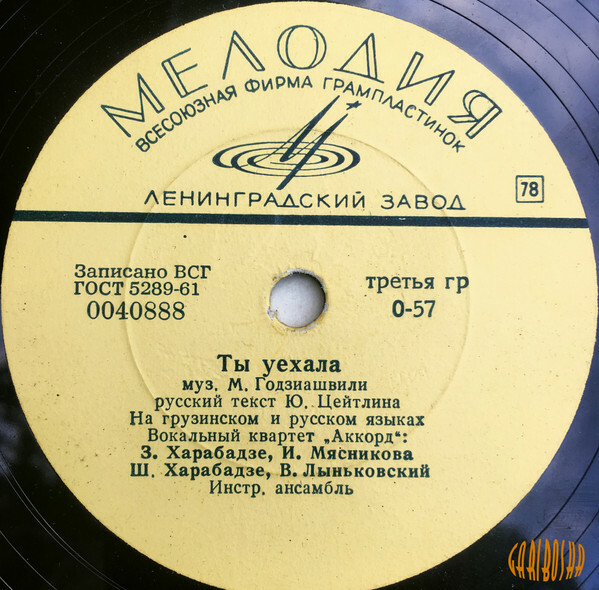 МЕЛОДИЯ
ВСЕСОЮЗНАЯ ФИРМА ГРАМПЛАСТИНОК
ЛЕНИНГРАДСКИЙ ЗАВОД
78
Записано ВСГ
ГОСТ 5289-61
0040888
третья гр
0-57
Ты уехала
муз. М. Годзиашвили
русский текст Ю. Цейтлина
На грузинском и русском языках
Вокальный квартет „Аккорд“:
З. Харабадзе, И. Мясникова
Ш. Харабадзе, В. Лыньковский
Инстр. ансамбль
GARIBOSHA